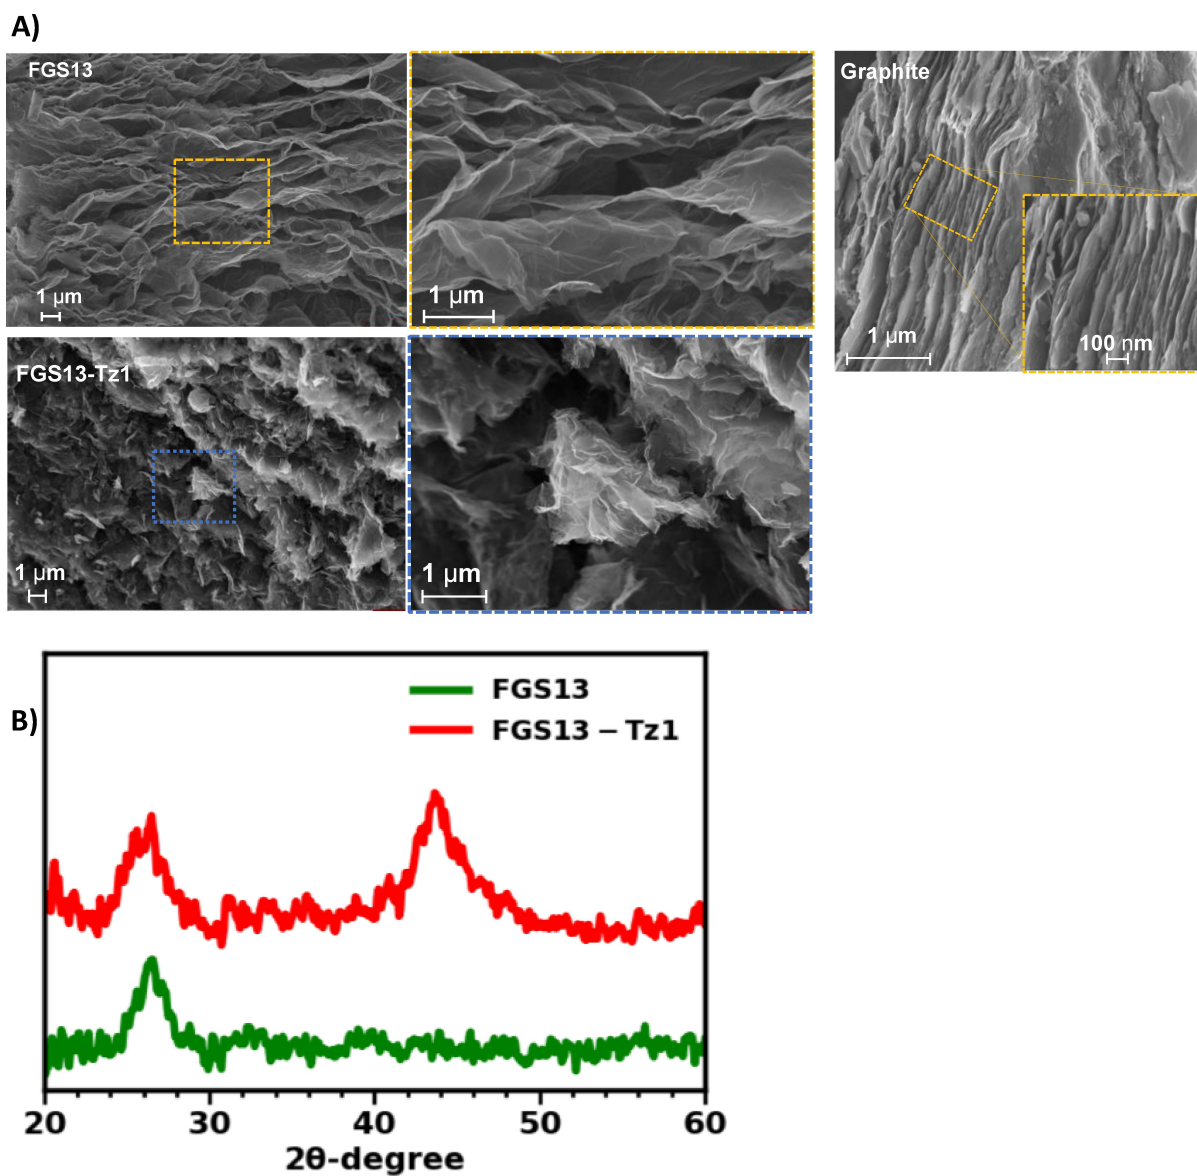 A)
FGS13
1 µm
1 µm
Graphite
1 µm
100 nm
FGS13-Tz1
1 µm
1 µm
B)
FGS13
FGS13 – Tz1
20 30 40 50 60
2θ-degree